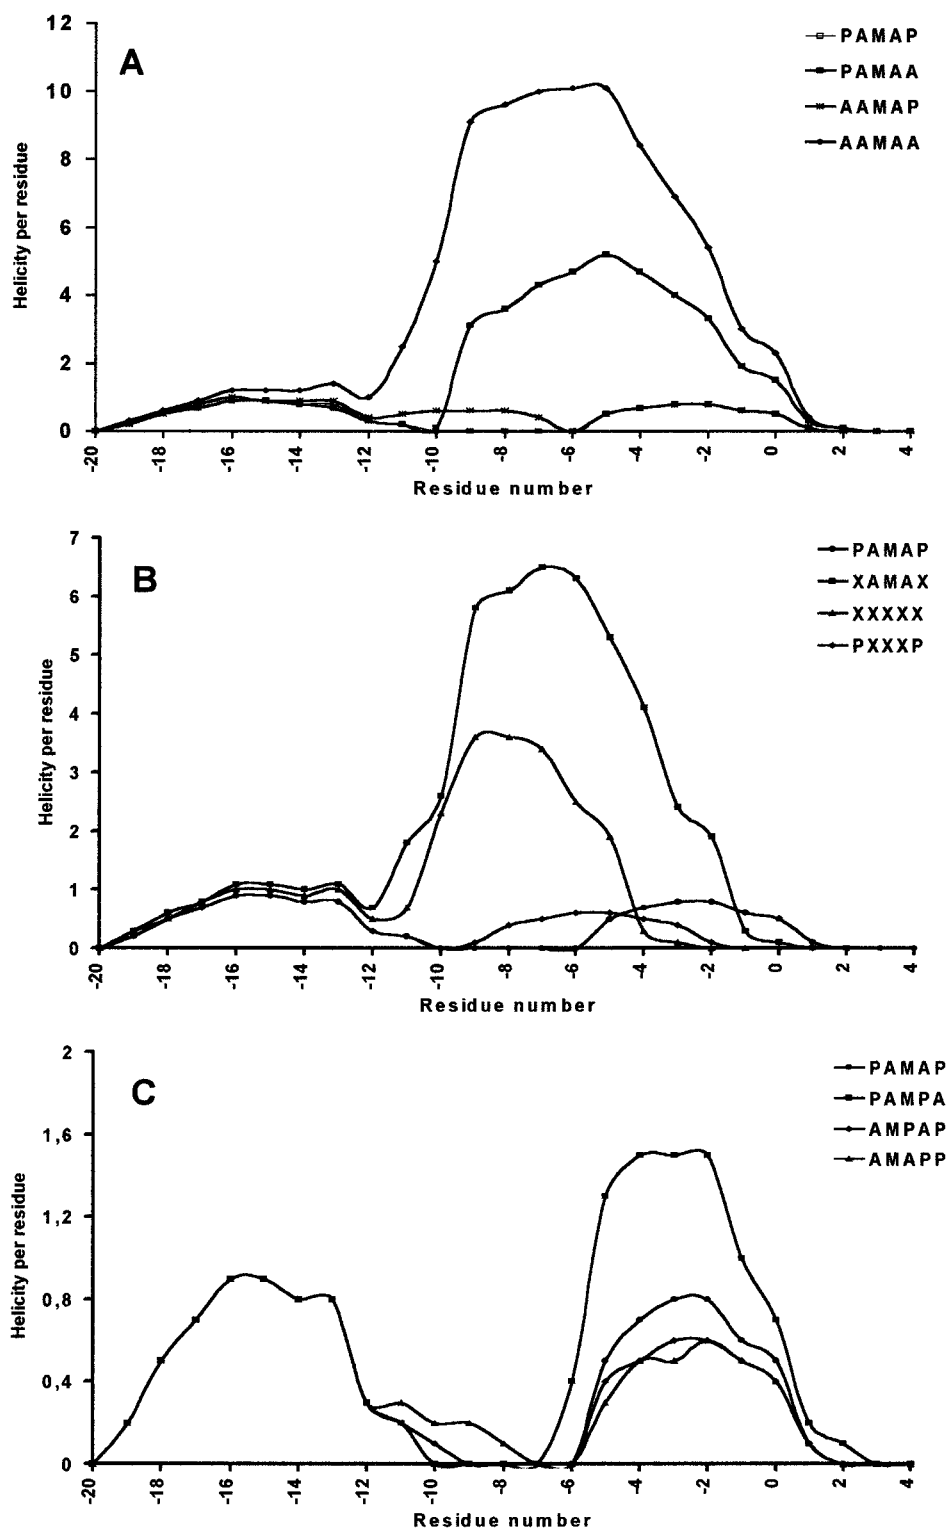 A
PAMAP
PAMAA
AAMAP
AAMAA
Helicity per residue
12
10
8
6
4
2
0
-20
-18
-16
-14
-12
-10
-8
-6
-4
-2
0
2
4
Residue number
B
PAMAP
XAMAX
XXXXX
PXXXP
Helicity per residue
7
6
5
4
3
2
1
0
-20
-18
-16
-14
-12
-10
-8
-6
-4
-2
0
2
4
Residue number
C
PAMAP
PAMPA
AMPAP
AMAPP
Helicity per residue
2
1,6
1,2
0,8
0,4
0
-20
-18
-16
-14
-12
-10
-8
-6
-4
-2
0
2
4
Residue number